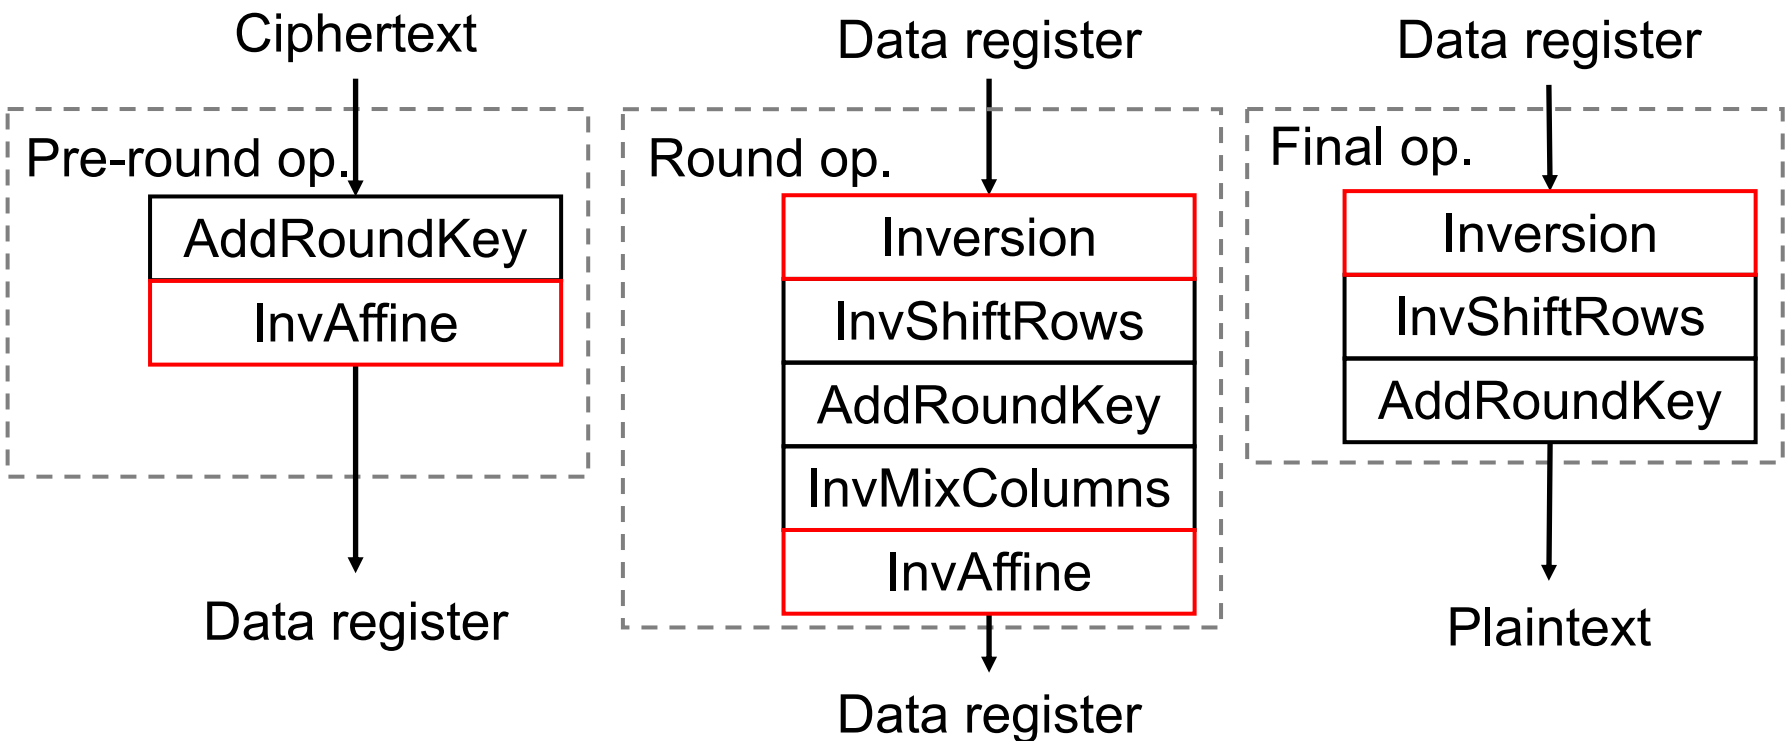 Ciphertext
Pre-round op.
AddRoundKey
InvAffine
Data register
Data register
Round op.
Inversion
InvShiftRows
AddRoundKey
InvMixColumns
InvAffine
Data register
Data register
Final op.
Inversion
InvShiftRows
AddRoundKey
Plaintext